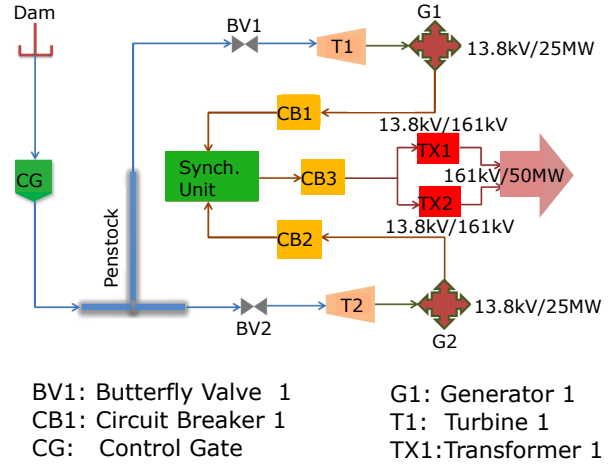 Dam
BV1
T1
G1
13.8kV/25MW
CB1
13.8kV/161kV
CG
Synch.
Unit
CB3
TX1
161kV/50MW
TX2
Penstock
CB2
13.8kV/161kV
BV2
T2
13.8kV/25MW
G2
BV1: Butterfly Valve 1
CB1: Circuit Breaker 1
CG: Control Gate
G1: Generator 1
T1: Turbine 1
TX1:Transformer 1